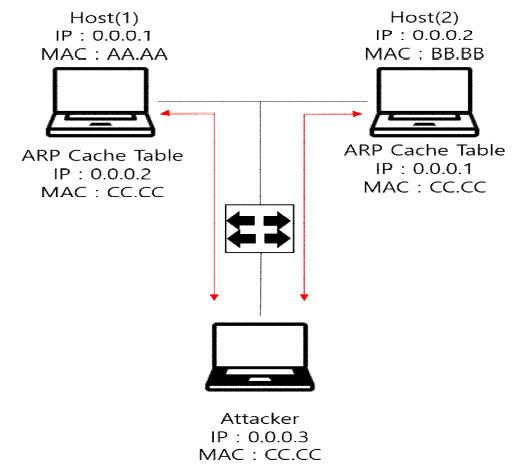 Host(1)
IP : 0.0.0.1
MAC : AA.AA
Host(2)
IP : 0.0.0.2
MAC : BB.BB
ARP Cache Table
IP : 0.0.0.2
MAC : CC.CC
ARP Cache Table
IP : 0.0.0.1
MAC : CC.CC
Attacker
IP : 0.0.0.3
MAC : CC.CC